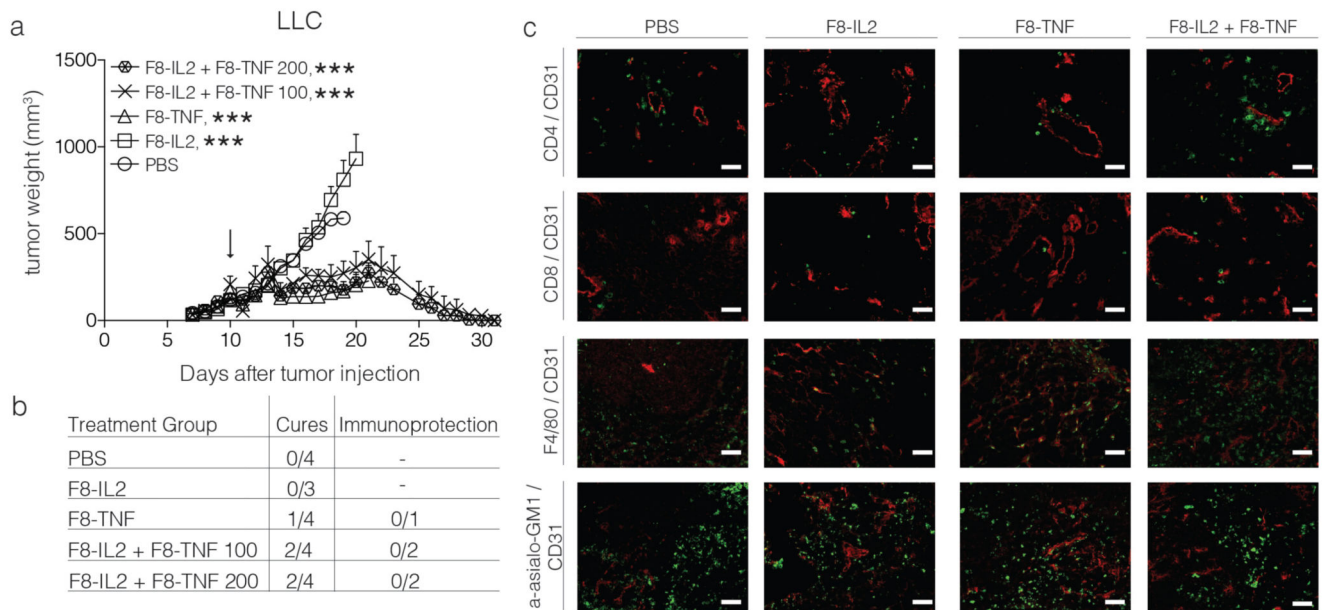 a
LLC
1500
1000
500
0
tumor weight (mm³)
F8-IL2 + F8-TNF 200, ★★★
F8-IL2 + F8-TNF 100, ★★★
F8-TNF, ★★★
F8-IL2, ★★★
PBS
0 5 10 15 20 25 30
Days after tumor injection
b
Treatment Group Cures Immunoprotection
PBS 0/4 -
F8-IL2 0/3 -
F8-TNF 1/4 0/1
F8-IL2 + F8-TNF 100 2/4 0/2
F8-IL2 + F8-TNF 200 2/4 0/2
c
PBS F8-IL2 F8-TNF F8-IL2 + F8-TNF
CD4 / CD31
CD8 / CD31
F4/80 / CD31
a-asialo-GM1 /
CD31